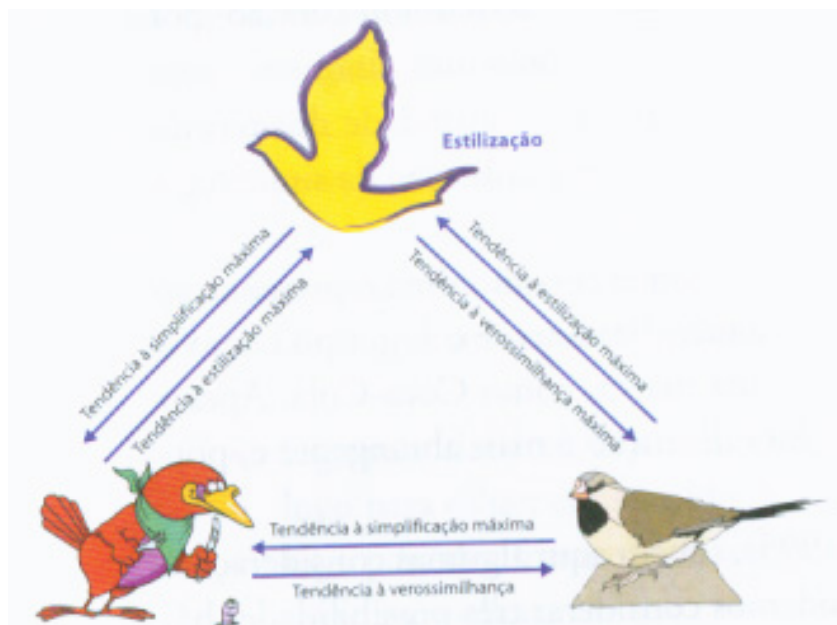 Estilização
Tendência à simplificação máxima
Tendência à estilização máxima
Tendência à estilização máxima
Tendência à verossimilhança máxima
Tendência à simplificação máxima
Tendência à verossimilhança